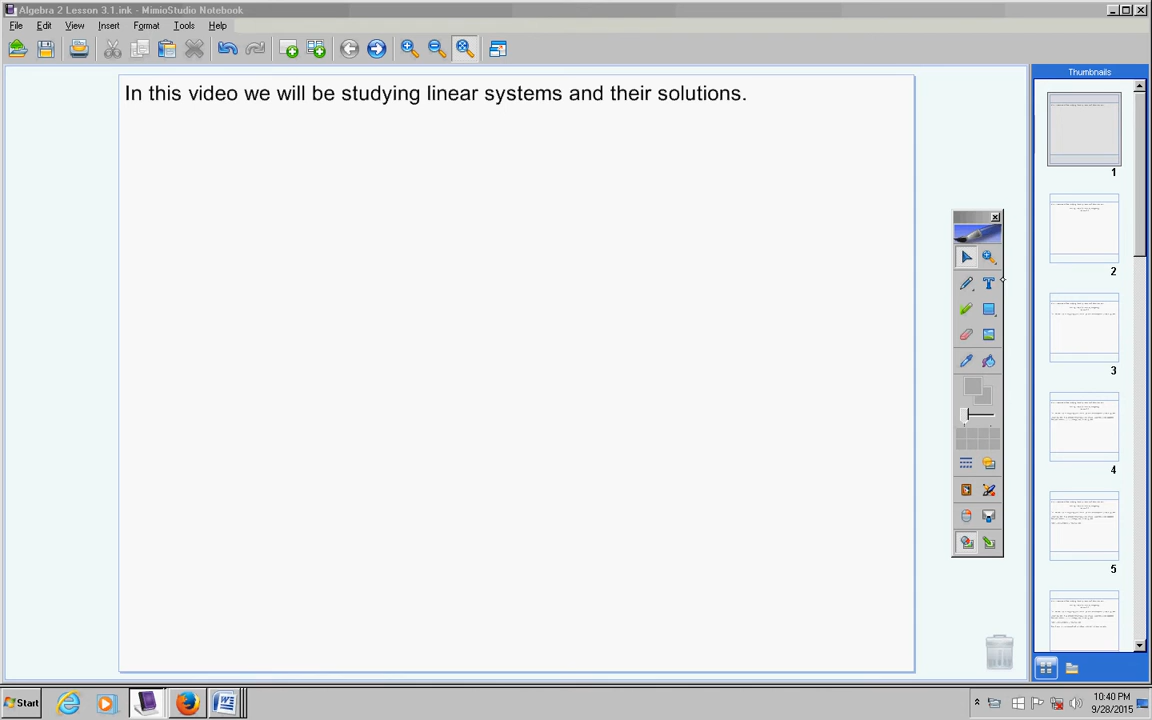 Algebra 2 Lesson 3.1.ink - MimioStudio Notebook
File Edit View Insert Format Tools Help
Thumbnails
In this video we will be studying linear systems and their solutions.
1
2
3
4
5
Start
10:40 PM
9/28/2015